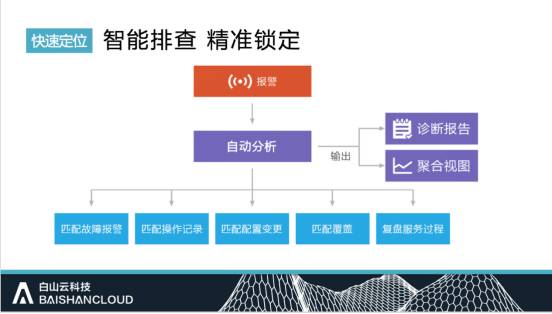 快速定位 智能排查 精准锁定
报警
自动分析
输出
诊断报告
聚合视图
匹配故障报警 匹配操作记录 匹配配置变更 匹配覆盖 复盘服务过程
白山云科技
BAISHANCLOUD